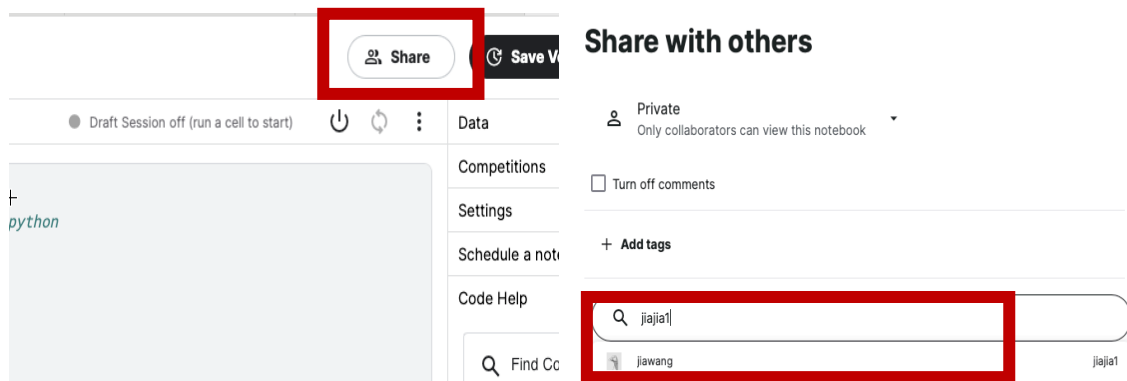 Share
Save V
Draft Session off (run a cell to start)
python
Data
Competitions
Settings
Schedule a note
Code Help
Find Co
Share with others
Private
Only collaborators can view this notebook
Turn off comments
+ Add tags
jiajia1
jiawang jiajia1